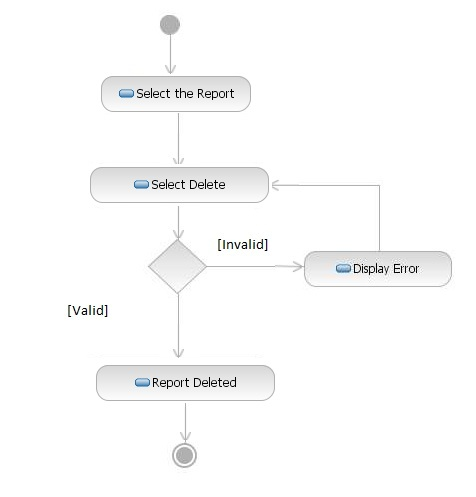 Select the Report
Select Delete
[Invalid]
Display Error
[Valid]
Report Deleted